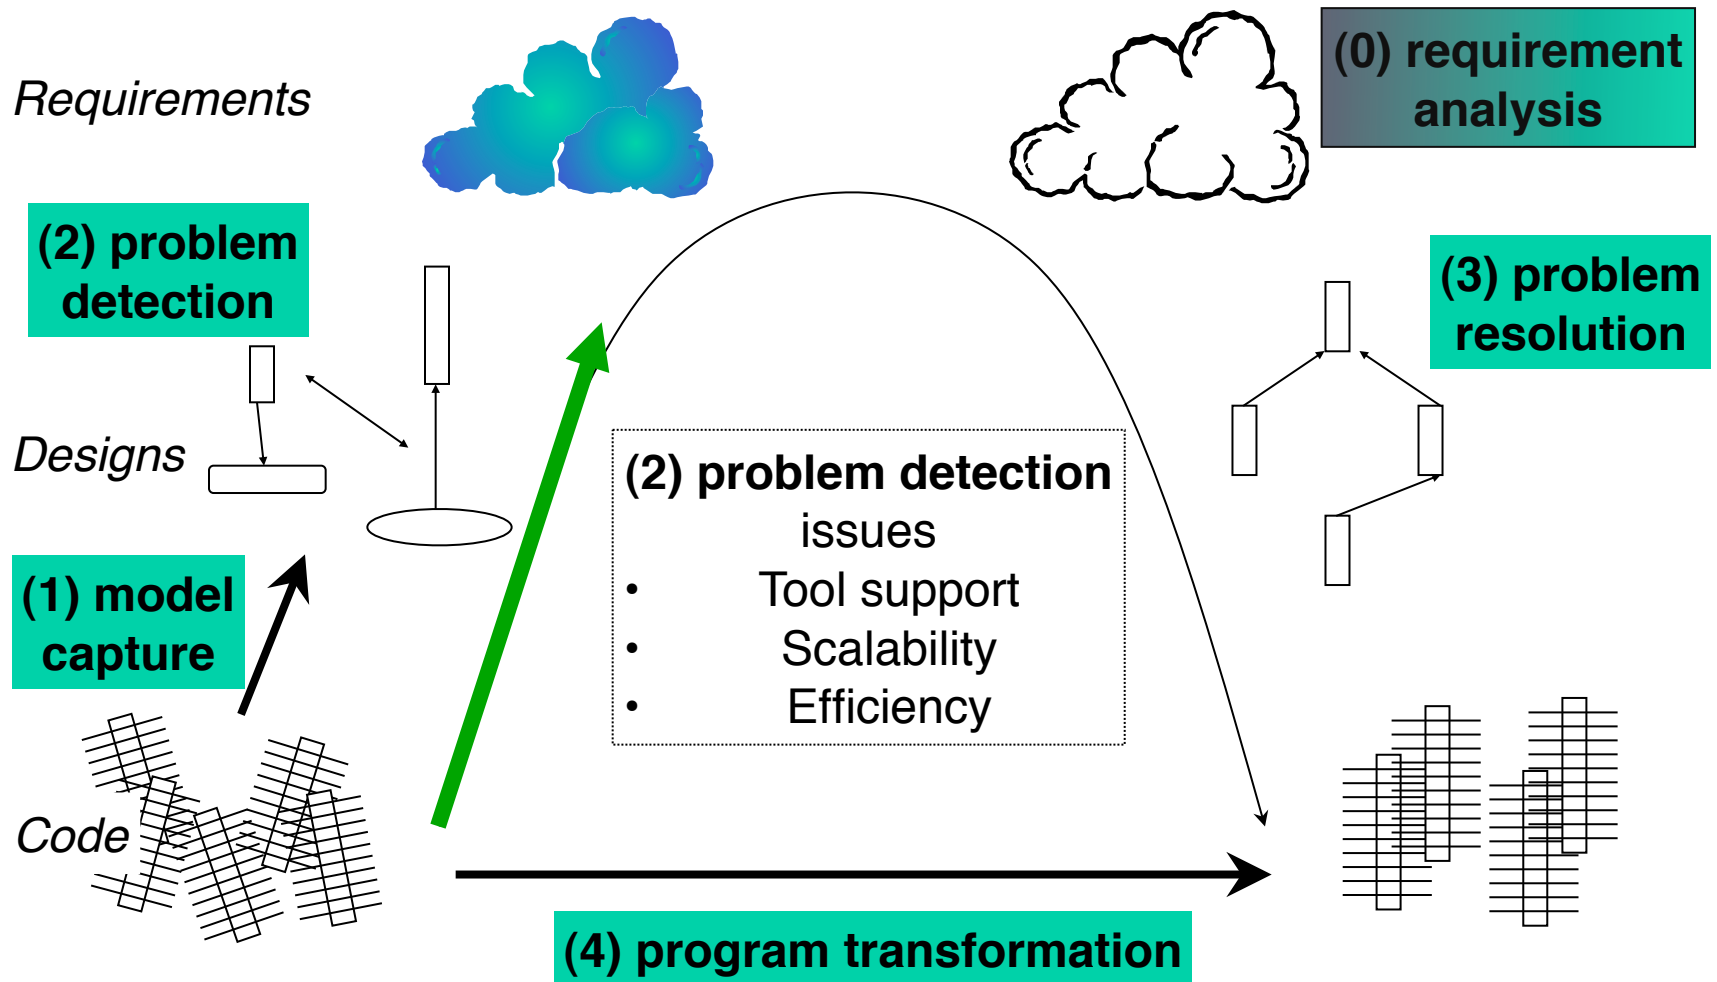 Requirements
(0) requirement
analysis
(2) problem
detection
(3) problem
resolution
Designs
(2) problem detection
issues
• Tool support
• Scalability
• Efficiency
(1) model
capture
Code
(4) program transformation